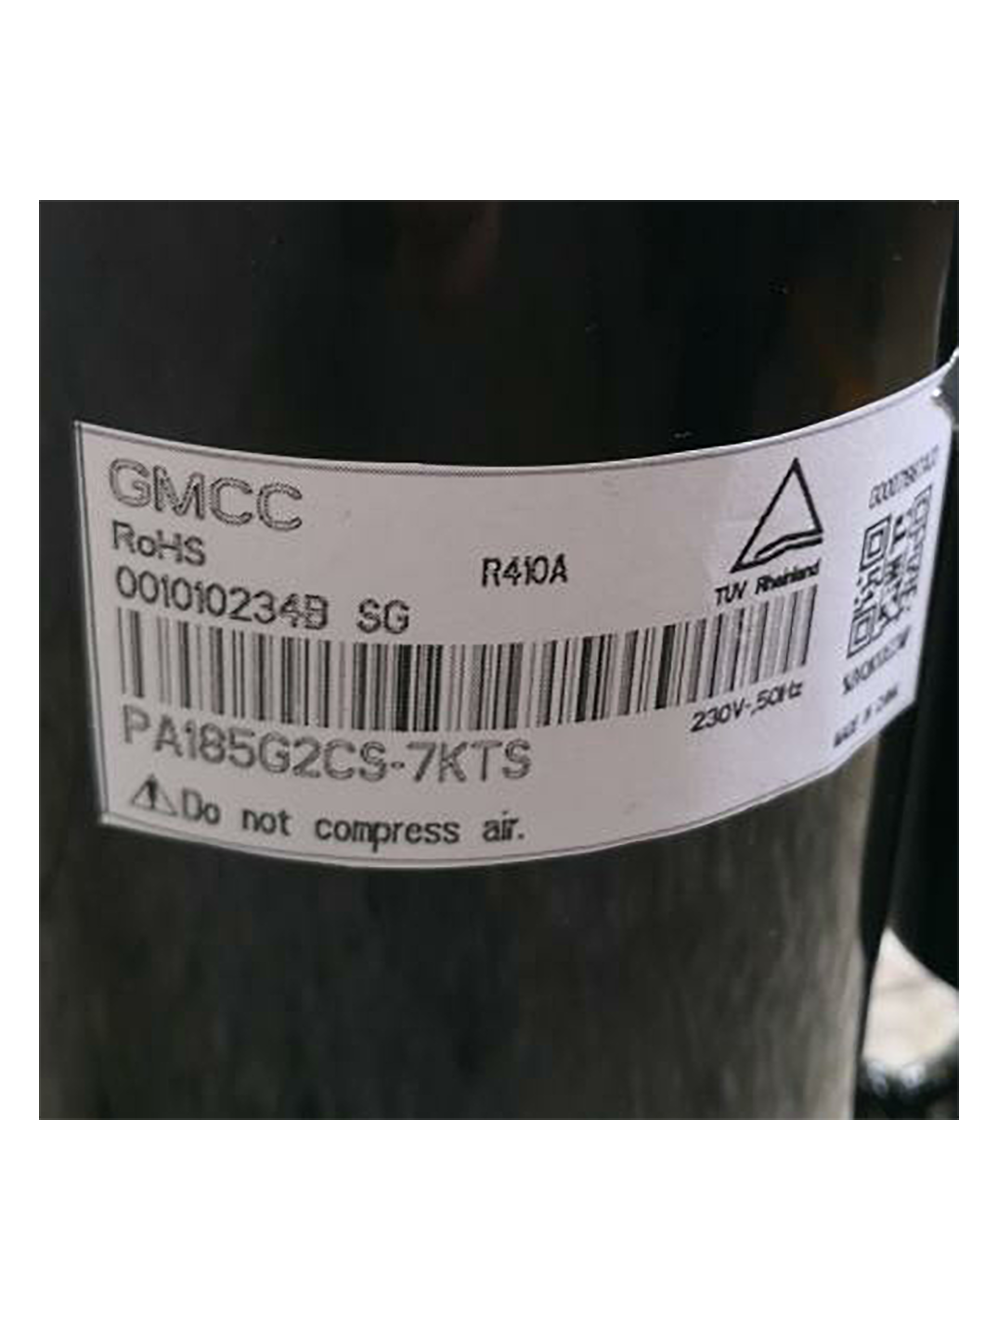 GMCC
RoHS
R410A
001010234B SG
TÜV Rheinland
PA185G2CS-7KTS
230V~,50Hz
Do not compress air.
MADE IN CHINA